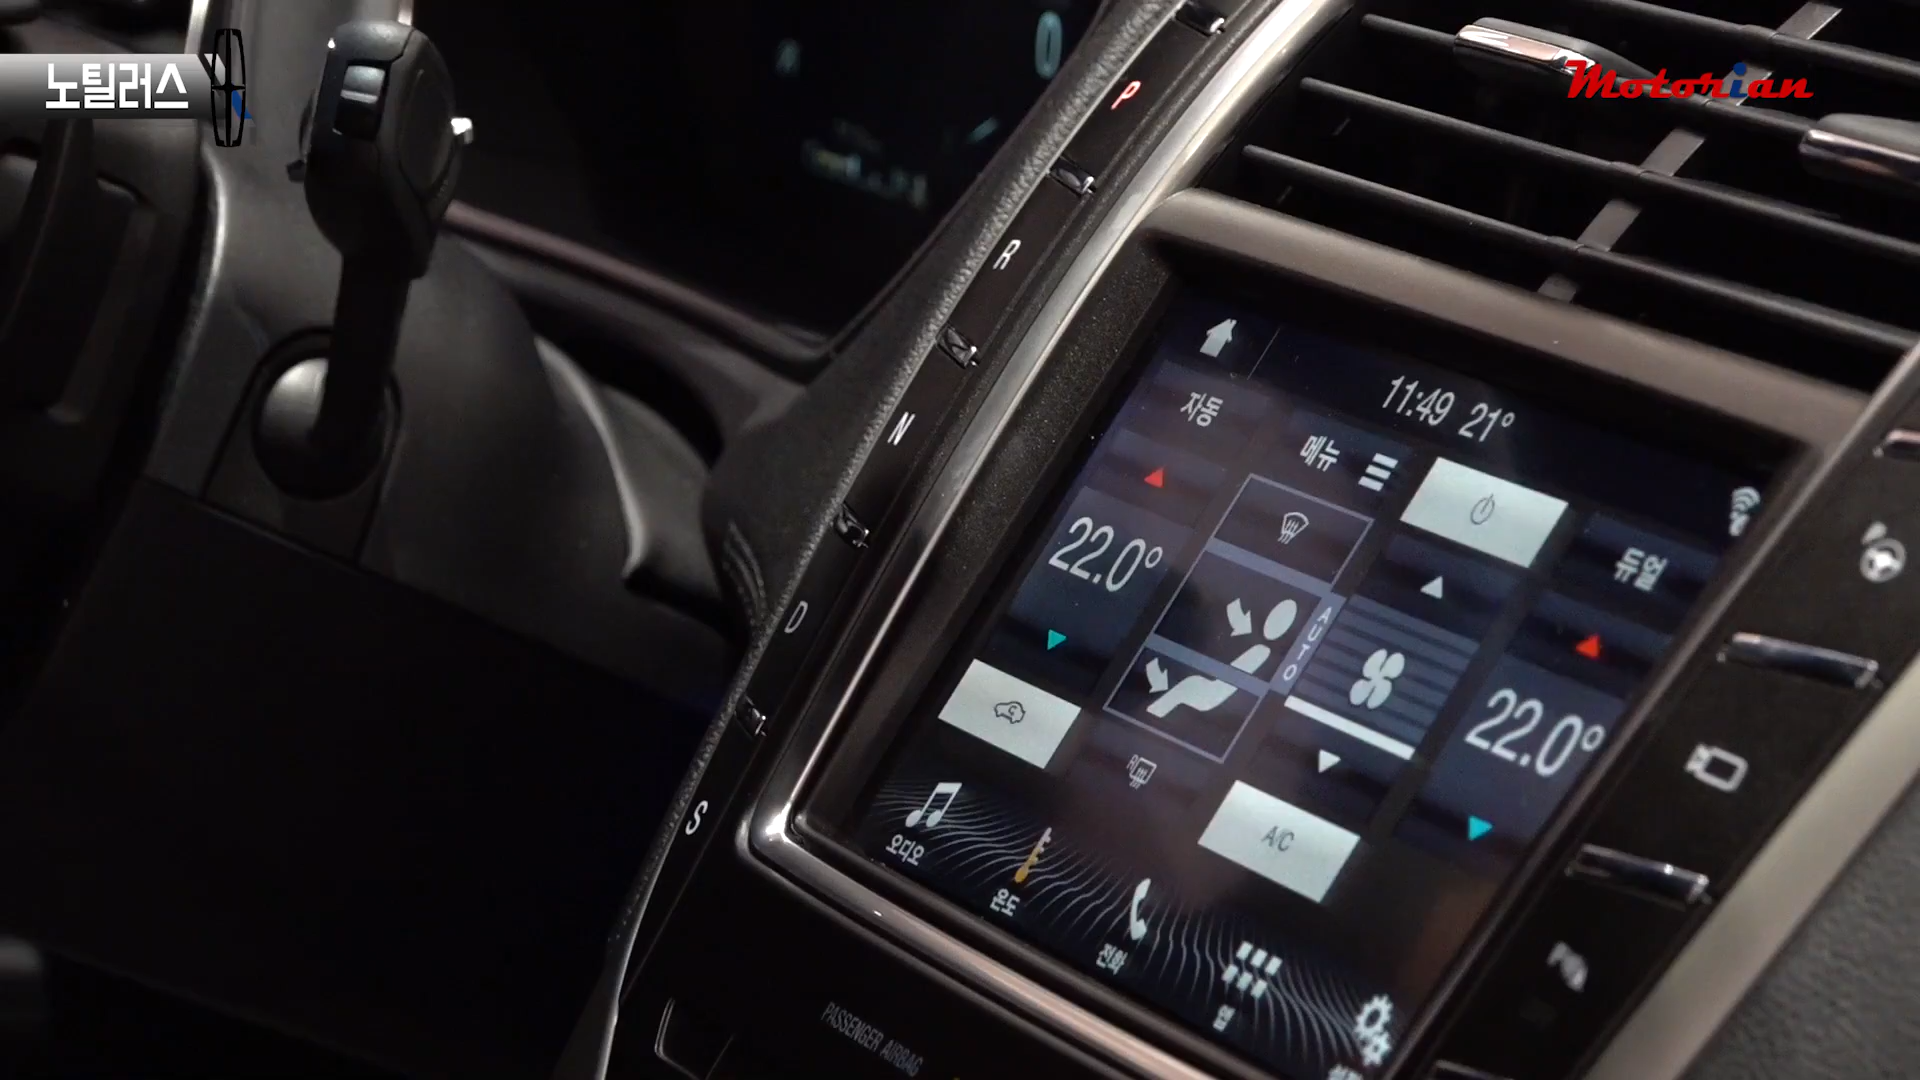 노틸러스
Motorian
0
P
R
N
D
S
11:49 21°
자동
메뉴
듀얼
22.0°
AUTO
22.0°
A/C
오디오
온도
전화
앱
PASSENGER AIRBAG